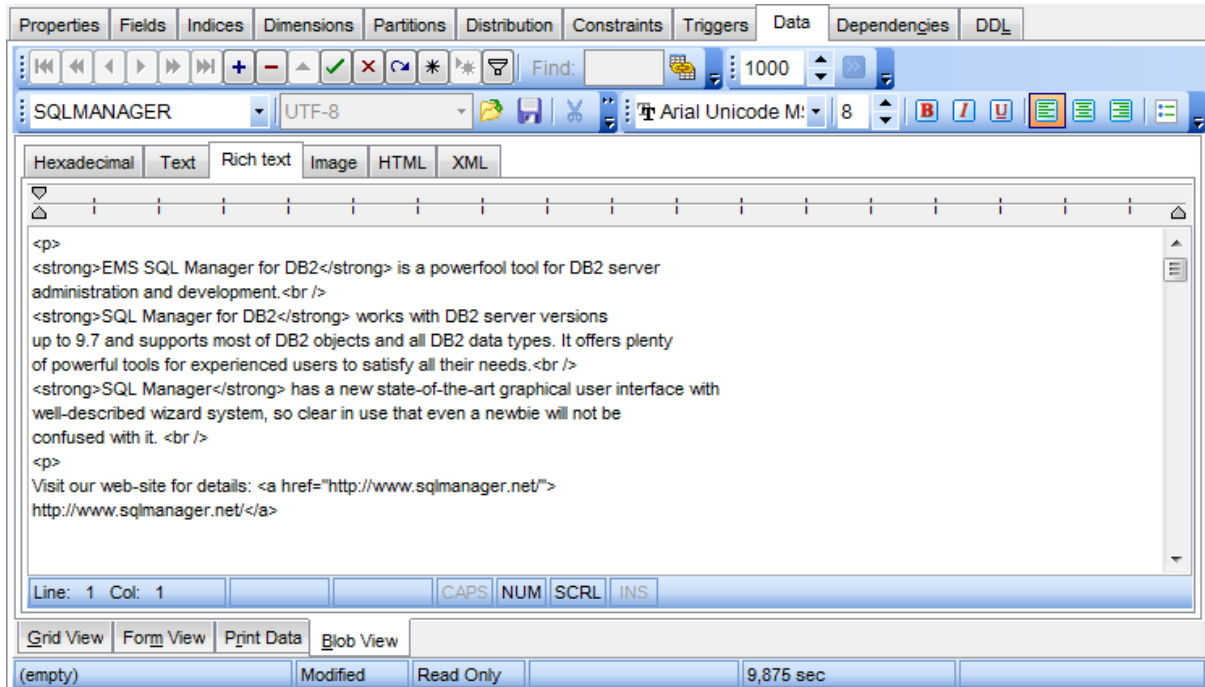 Properties Fields Indices Dimensions Partitions Distribution Constraints Triggers Data Dependencies DDL
Find: 1000
SQLMANAGER UTF-8 Arial Unicode M: 8 B I U
Hexadecimal Text Rich text Image HTML XML
<p>
<strong>EMS SQL Manager for DB2</strong> is a powerfool tool for DB2 server
administration and development.<br />
<strong>SQL Manager for DB2</strong> works with DB2 server versions
up to 9.7 and supports most of DB2 objects and all DB2 data types. It offers plenty
of powerful tools for experienced users to satisfy all their needs.<br />
<strong>SQL Manager</strong> has a new state-of-the-art graphical user interface with
well-described wizard system, so clear in use that even a newbie will not be
confused with it. <br />
<p>
Visit our web-site for details: <a href="http://www.sqlmanager.net/">
http://www.sqlmanager.net/</a>
Line: 1 Col: 1 CAPS NUM SCRL INS
Grid View Form View Print Data Blob View
(empty) Modified Read Only 9,875 sec